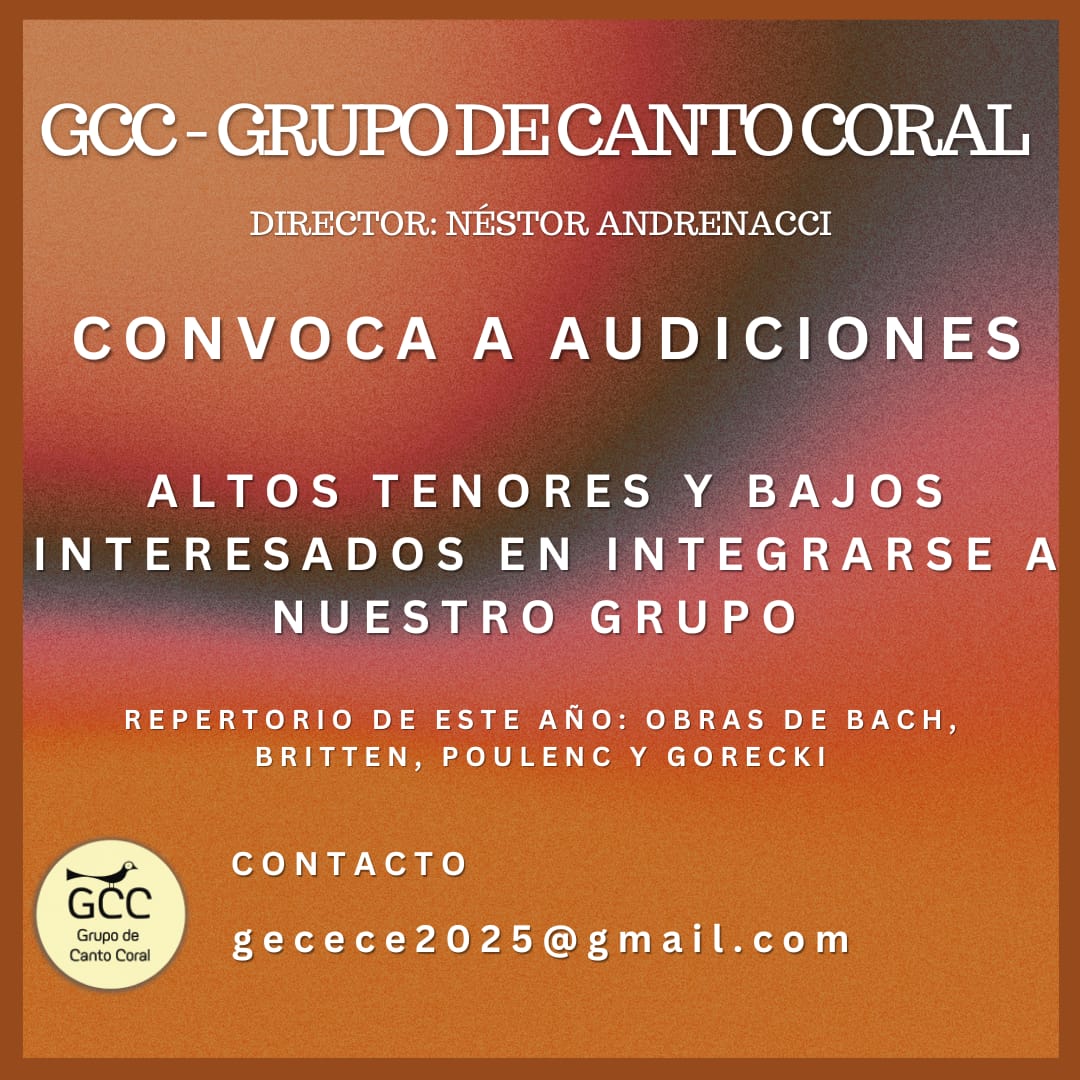 GCC - GRUPO DE CANTO CORAL
DIRECTOR: NÉSTOR ANDRENACCI
CONVOCA A AUDICIONES
ALTOS TENORES Y BAJOS
INTERESADOS EN INTEGRARSE A
NUESTRO GRUPO
REPERTORIO DE ESTE AÑO: OBRAS DE BACH,
BRITTEN, POULENC Y GORECKI
CONTACTO
gecece2025@gmail.com
GCC
Grupo de
Canto Coral